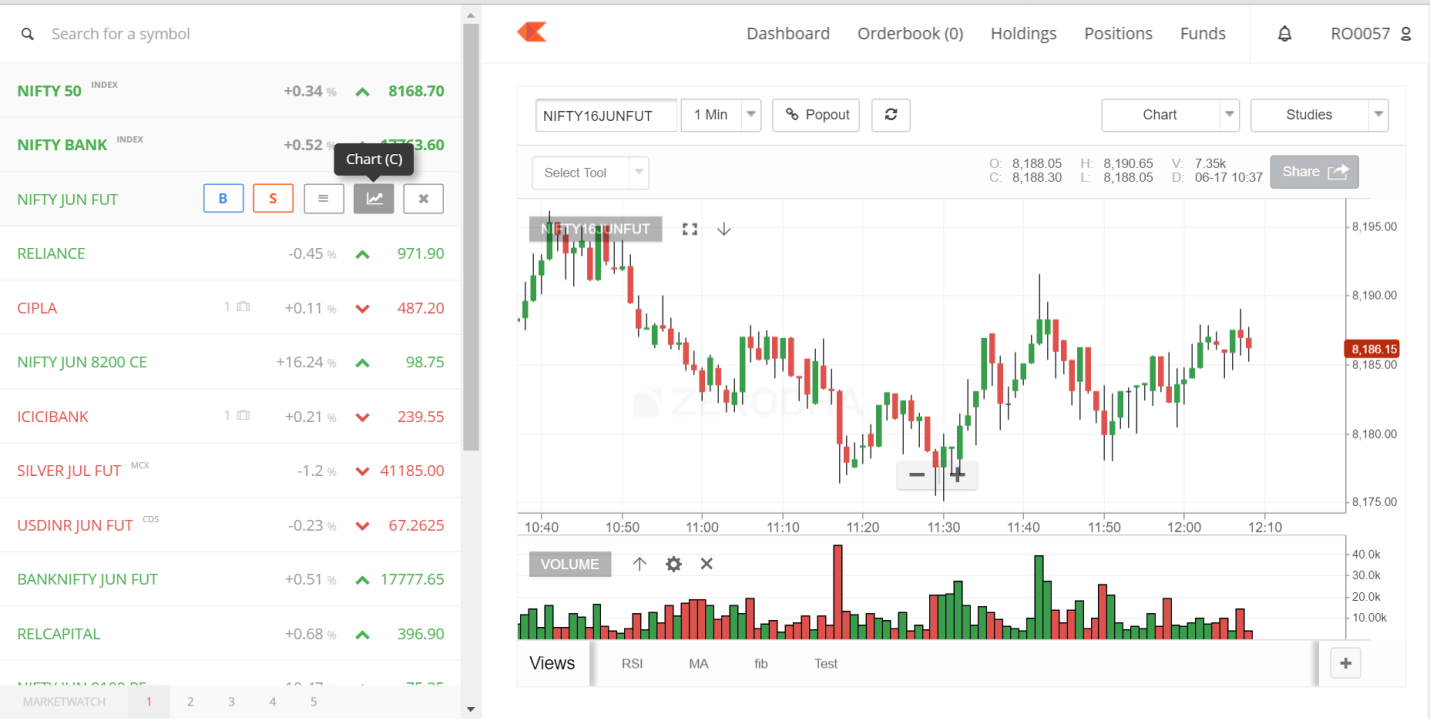 Search for a symbol
NIFTY 50 INDEX +0.34 % 8168.70
NIFTY BANK INDEX +0.52 % 17763.60
Chart (C)
NIFTY JUN FUT B S
RELIANCE -0.45 % 971.90
CIPLA 1 +0.11 % 487.20
NIFTY JUN 8200 CE +16.24 % 98.75
ICICIBANK 1 +0.21 % 239.55
SILVER JUL FUT MCX -1.2 % 41185.00
USDINR JUN FUT CDS -0.23 % 67.2625
BANKNIFTY JUN FUT +0.51 % 17777.65
RELCAPITAL +0.68 % 396.90
MARKETWATCH 1 2 3 4 5
Dashboard Orderbook (0) Holdings Positions Funds RO0057
NIFTY16JUNFUT 1 Min Popout Chart Studies
Select Tool
O: 8,188.05 H: 8,190.65 V: 7.35k
C: 8,188.30 L: 8,188.05 D: 06-17 10:37
Share
NIFTY16JUNFUT
8,195.00
8,190.00
8,186.15
8,185.00
ZERODHA
8,180.00
8,175.00
10:40 10:50 11:00 11:10 11:20 11:30 11:40 11:50 12:00 12:10
VOLUME
40.0k
30.0k
20.0k
10.00k
Views RSI MA fib Test